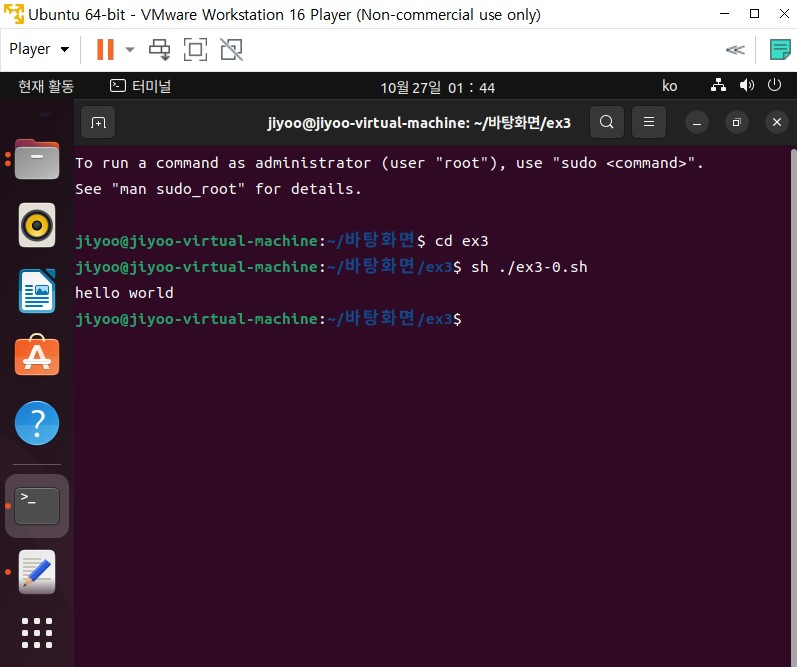 Ubuntu 64-bit - VMware Workstation 16 Player (Non-commercial use only)
Player
현재 활동
터미널
10월 27일 01 : 44
ko
jiyoo@jiyoo-virtual-machine: ~/바탕화면/ex3
To run a command as administrator (user "root"), use "sudo <command>".
See "man sudo_root" for details.
jiyoo@jiyoo-virtual-machine:~/바탕화면$ cd ex3
jiyoo@jiyoo-virtual-machine:~/바탕화면/ex3$ sh ./ex3-0.sh
hello world
jiyoo@jiyoo-virtual-machine:~/바탕화면/ex3$